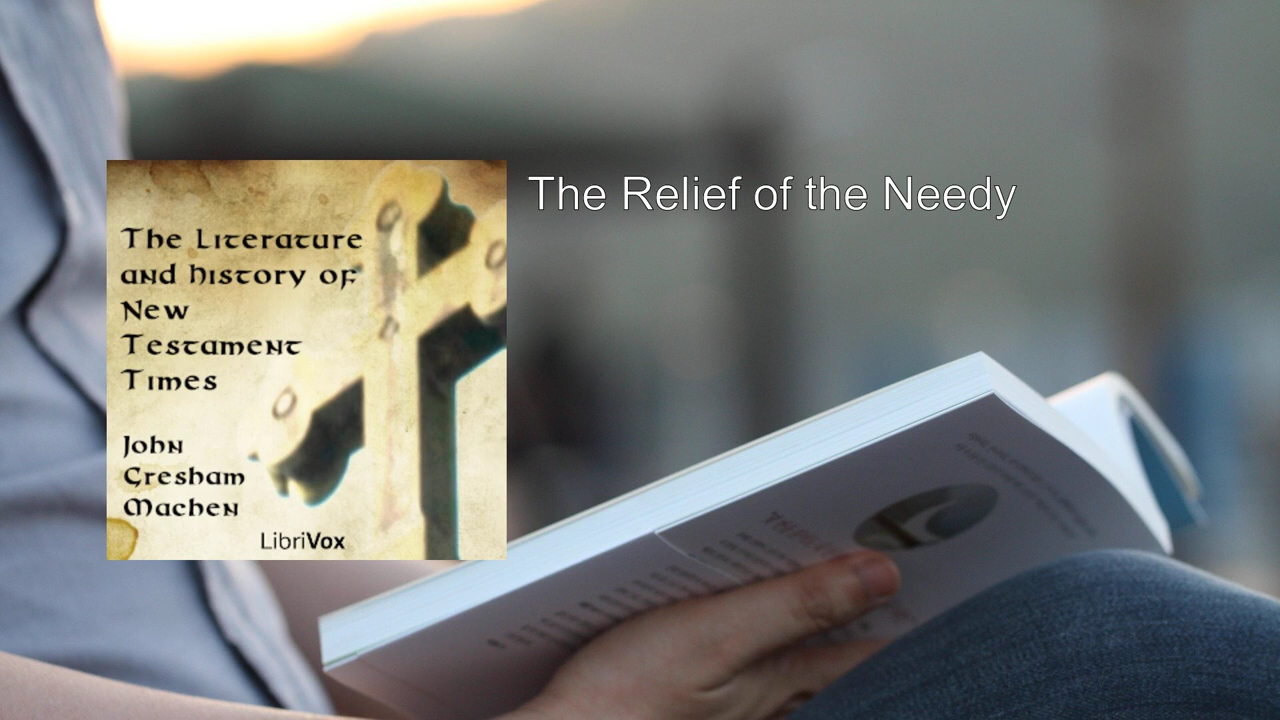 The Relief of the Needy
The Literature
and history of
New
Testament
Times
John
Gresham
Machen
LibriVox